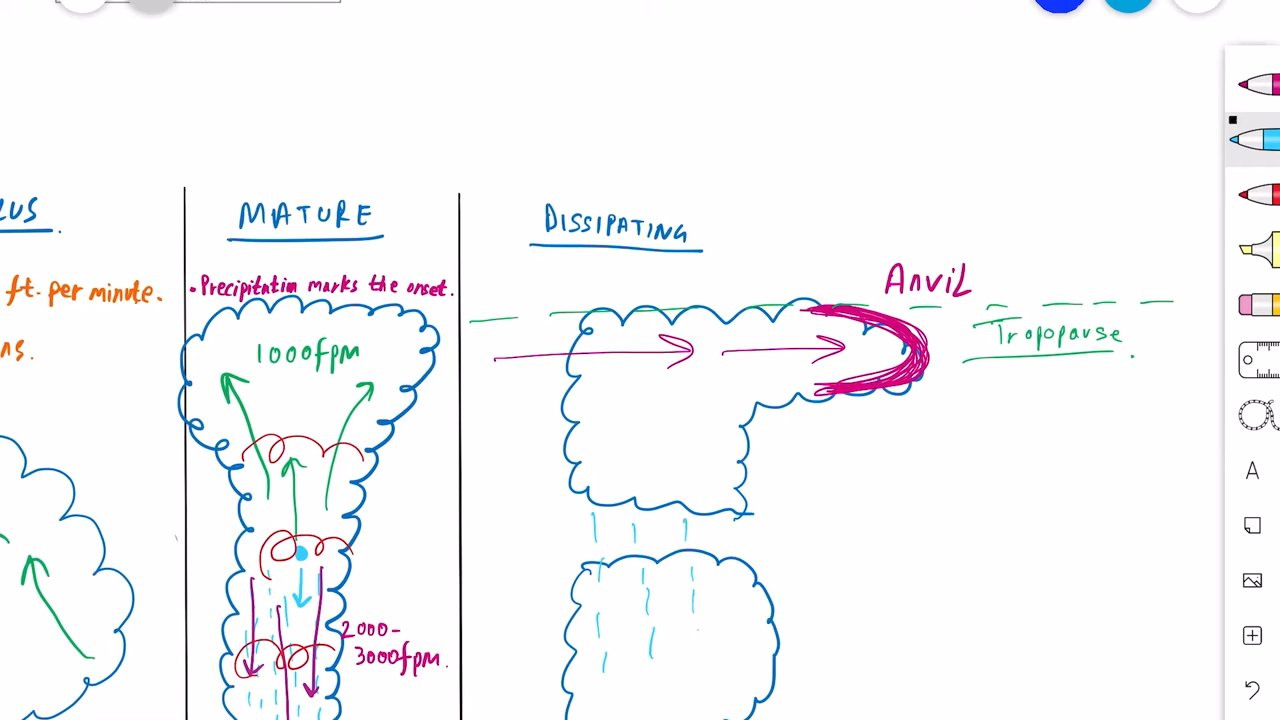 LUS
ft. per minute.
ns.
MATURE
• Precipitation marks the onset.
1000fpm
2000-
3000fpm.
DISSIPATING
Anvil
Tropopause
A